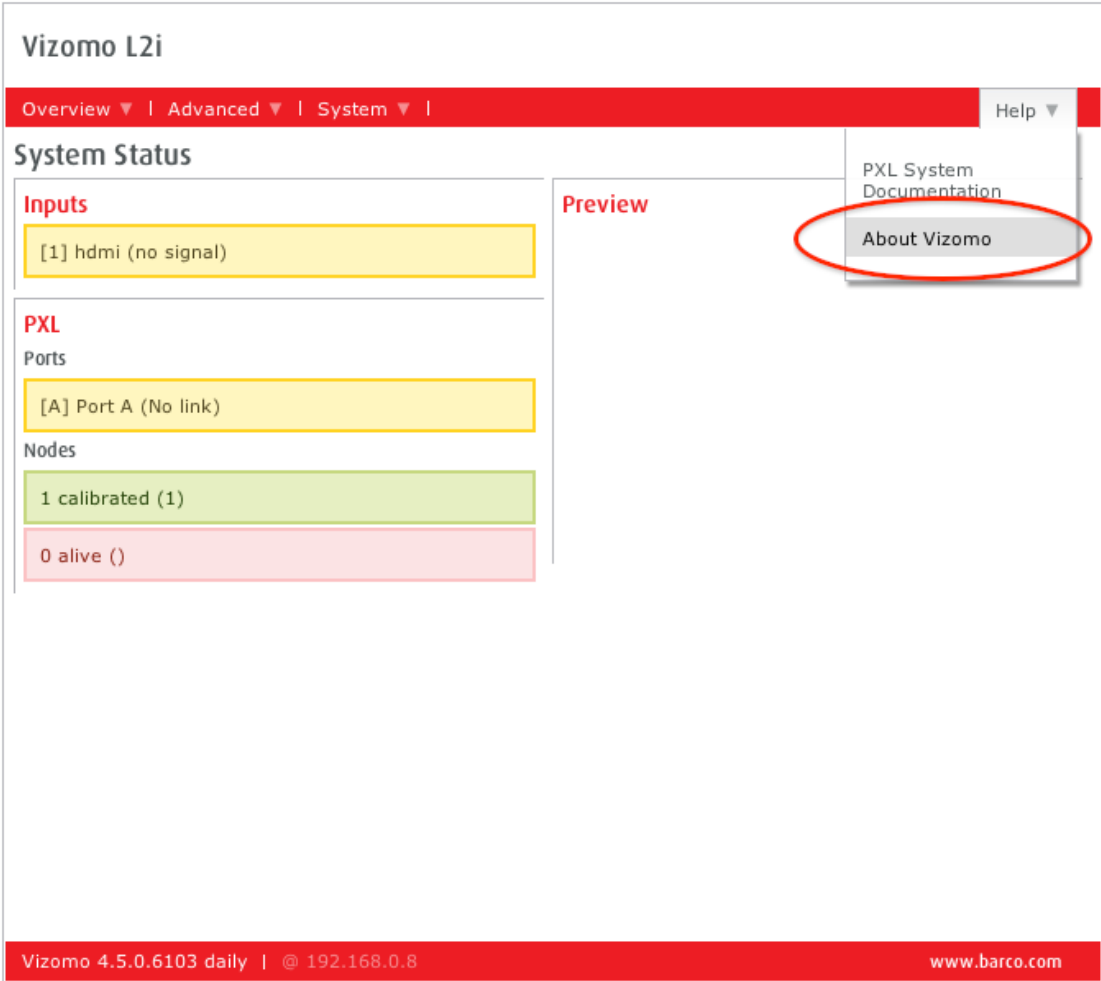 Vizomo L2i
Overview ▼ | Advanced ▼ | System ▼ |
Help ▼
System Status
PXL System
Documentation
About Vizomo
Inputs
[1] hdmi (no signal)
PXL
Ports
[A] Port A (No link)
Nodes
1 calibrated (1)
0 alive ()
Preview
Vizomo 4.5.0.6103 daily | @ 192.168.0.8
www.barco.com